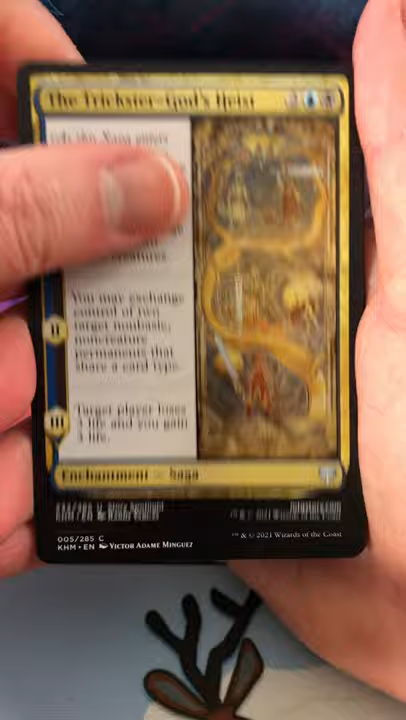 The Trickster-God's Heist
You may exchange
control of two
target nonbasic,
noncreature
permanents that
share a card type.
Target player loses
3 life and you gain
3 life.
II
III
Enchantment — Saga
005/285 C
KHM • EN VICTOR ADAME MINGUEZ
™ & © 2021 Wizards of the Coast